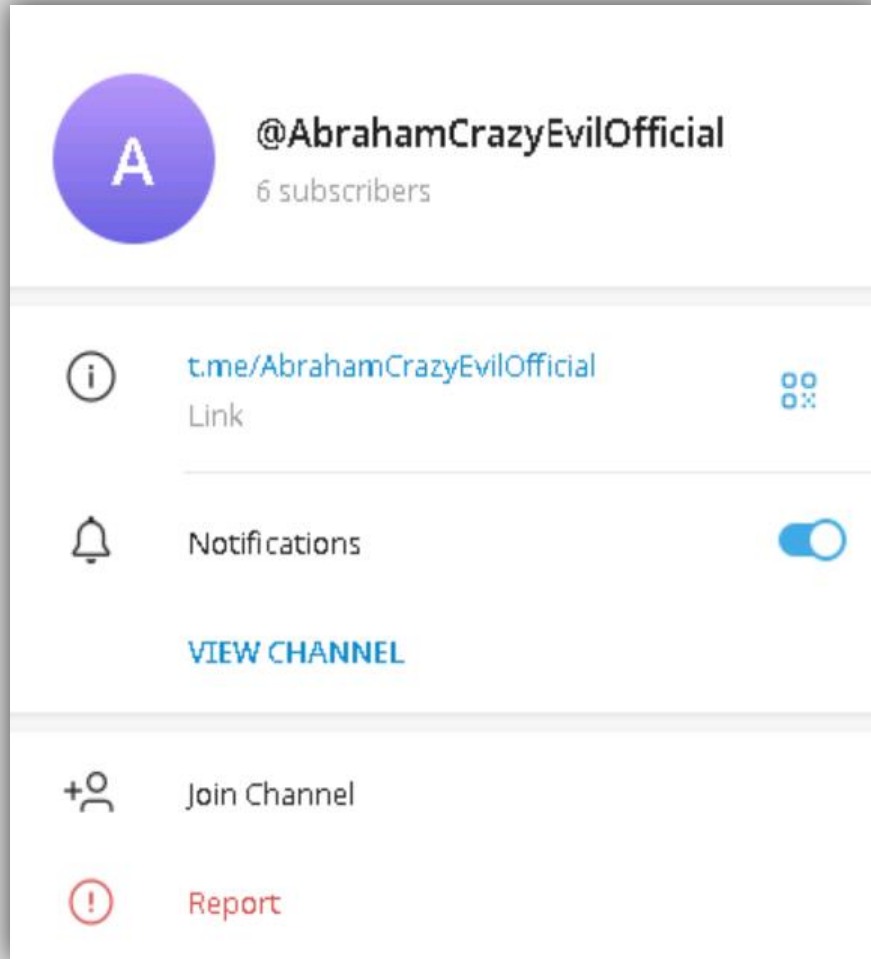 A
@AbrahamCrazyEvilOfficial
6 subscribers
t.me/AbrahamCrazyEvilOfficial
Link
Notifications
VIEW CHANNEL
Join Channel
Report